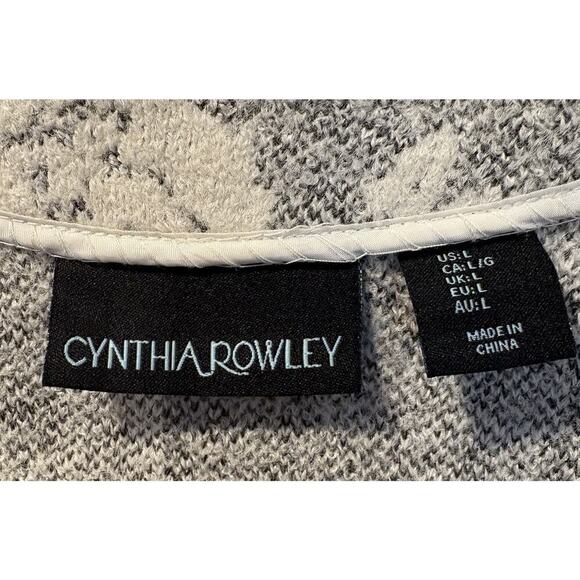 CYNTHIA ROWLEY
US:L
CA:L/G
UK:L
EU:L
AU:L
MADE IN
CHINA